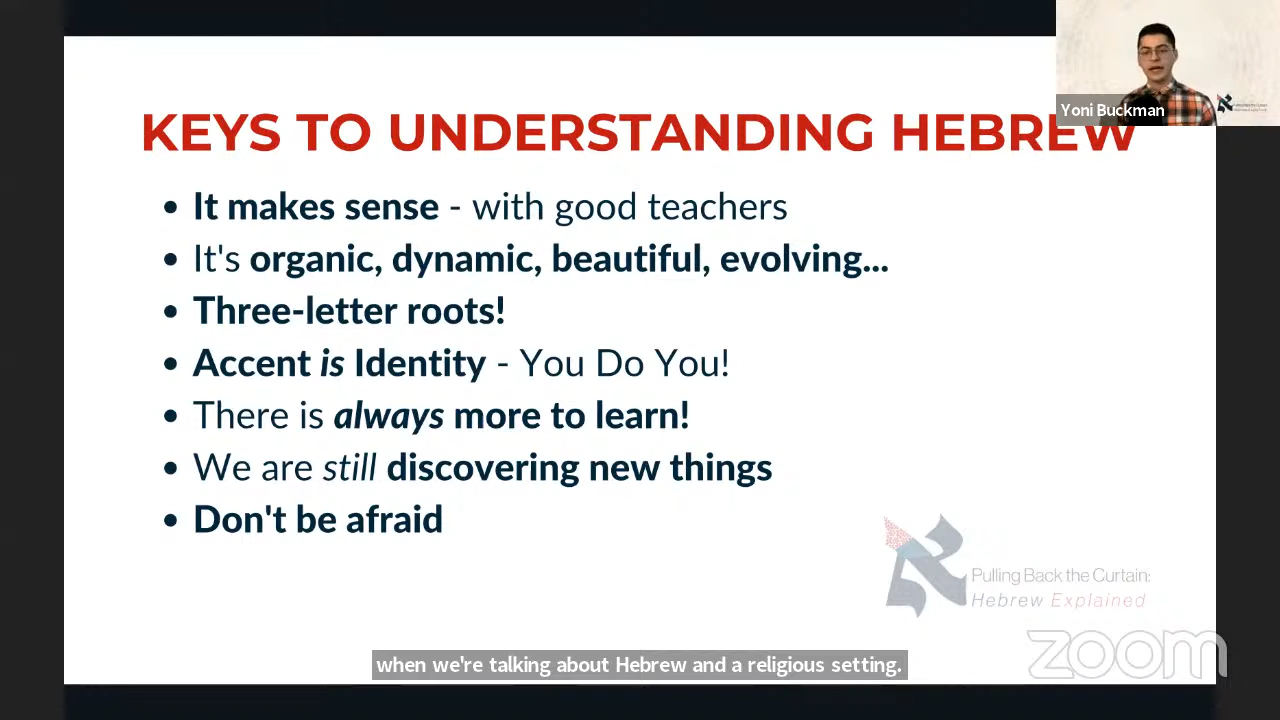 Yoni Buckman
KEYS TO UNDERSTANDING HEBREW
• It makes sense - with good teachers
• It's organic, dynamic, beautiful, evolving...
• Three-letter roots!
• Accent is Identity - You Do You!
• There is always more to learn!
• We are still discovering new things
• Don't be afraid
א
Pulling Back the Curtain:
Hebrew Explained
zoom
when we're talking about Hebrew and a religious setting.